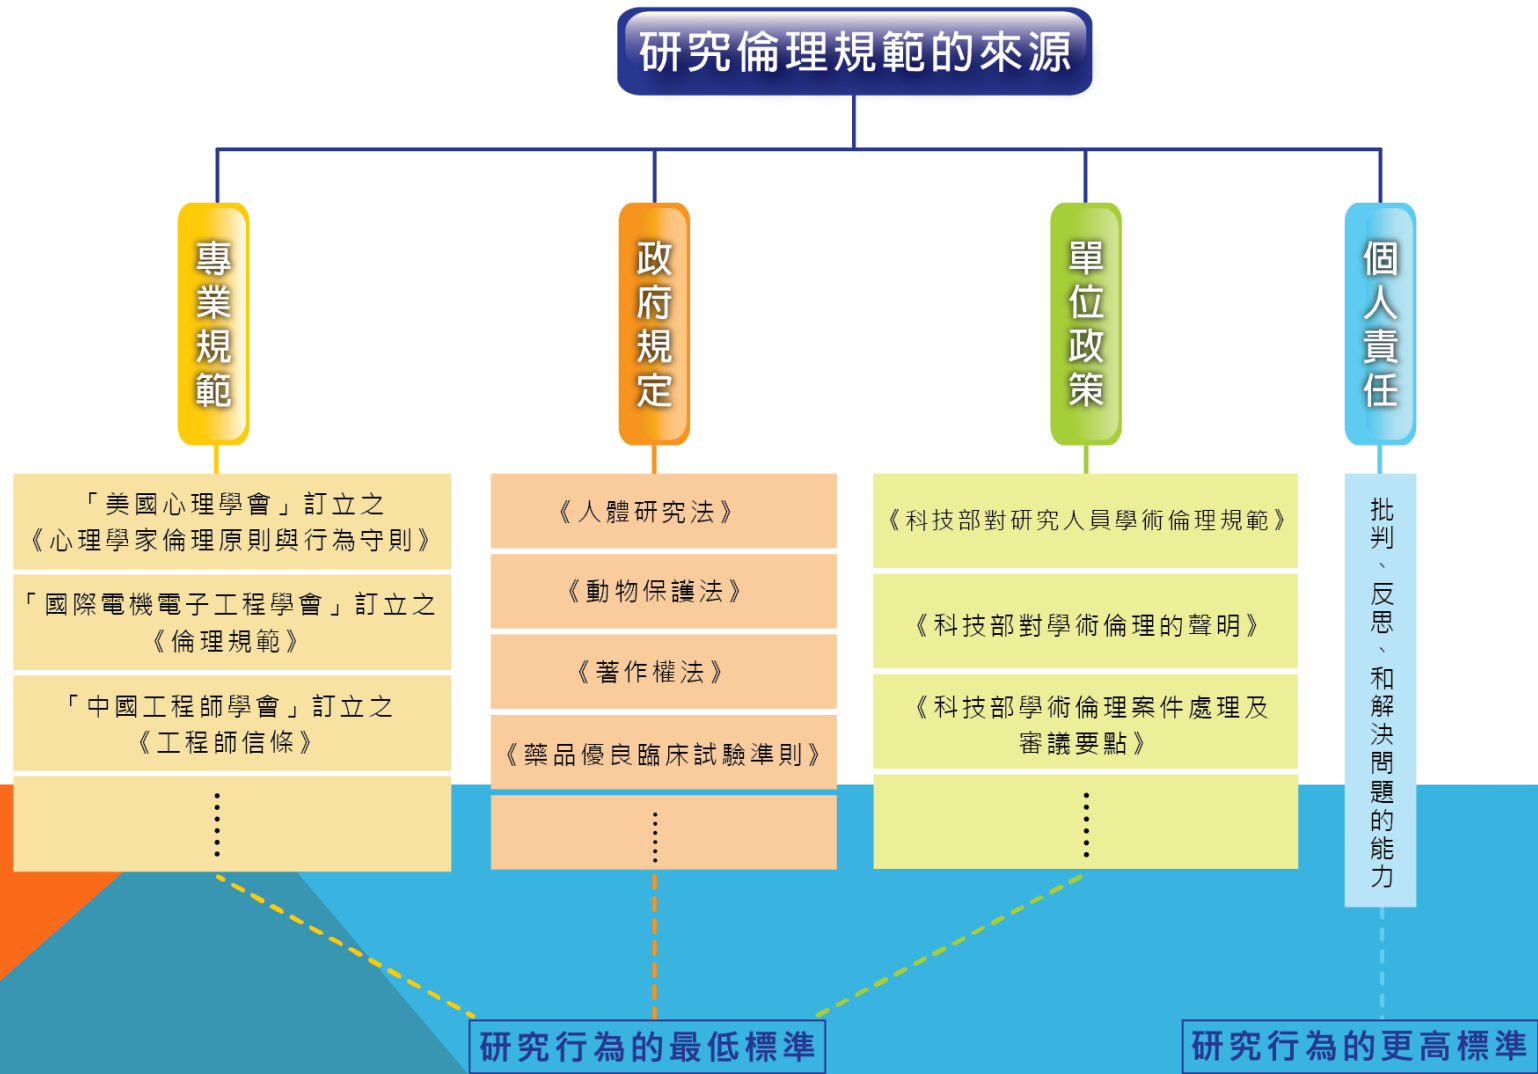 研究倫理規範的來源
專業規範
「美國心理學會」訂立之
《心理學家倫理原則與行為守則》
「國際電機電子工程學會」訂立之
《倫理規範》
「中國工程師學會」訂立之
《工程師信條》
⋯⋯
政府規定
《人體研究法》
《動物保護法》
《著作權法》
《藥品優良臨床試驗準則》
⋯⋯
單位政策
《科技部對研究人員學術倫理規範》
《科技部對學術倫理的聲明》
《科技部學術倫理案件處理及
審議要點》
⋯⋯
個人責任
批判、反思、和解決問題的能力
研究行為的最低標準
研究行為的更高標準